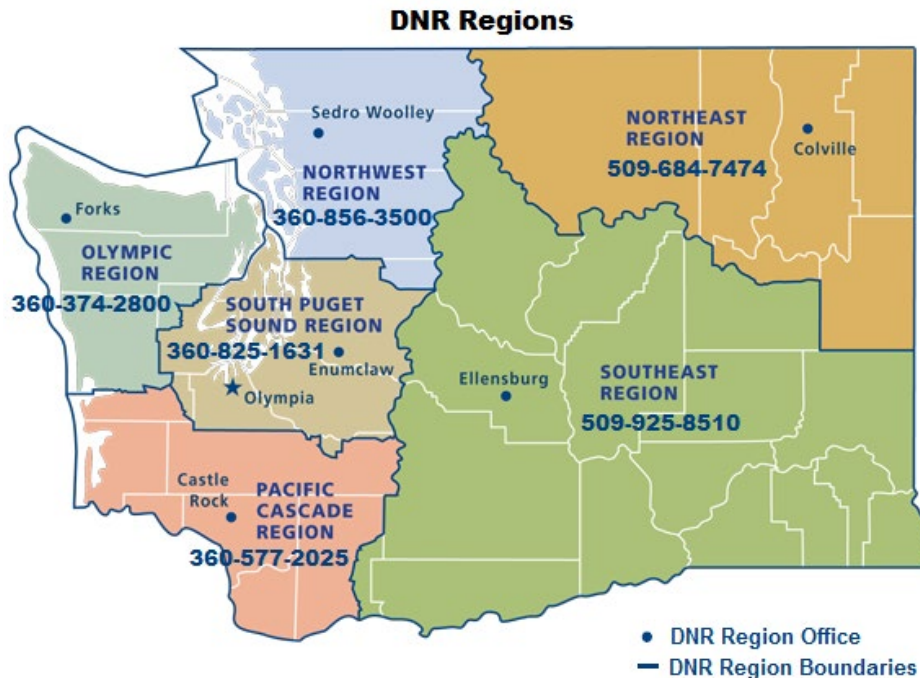 DNR Regions
Sedro Woolley
NORTHWEST
REGION
360-856-3500
NORTHEAST
REGION
509-684-7474
Colville
Forks
OLYMPIC
REGION
360-374-2800
SOUTH PUGET
SOUND REGION
360-825-1631
Enumclaw
Olympia
Ellensburg
SOUTHEAST
REGION
509-925-8510
Castle
Rock
PACIFIC
CASCADE
REGION
360-577-2025
DNR Region Office
DNR Region Boundaries